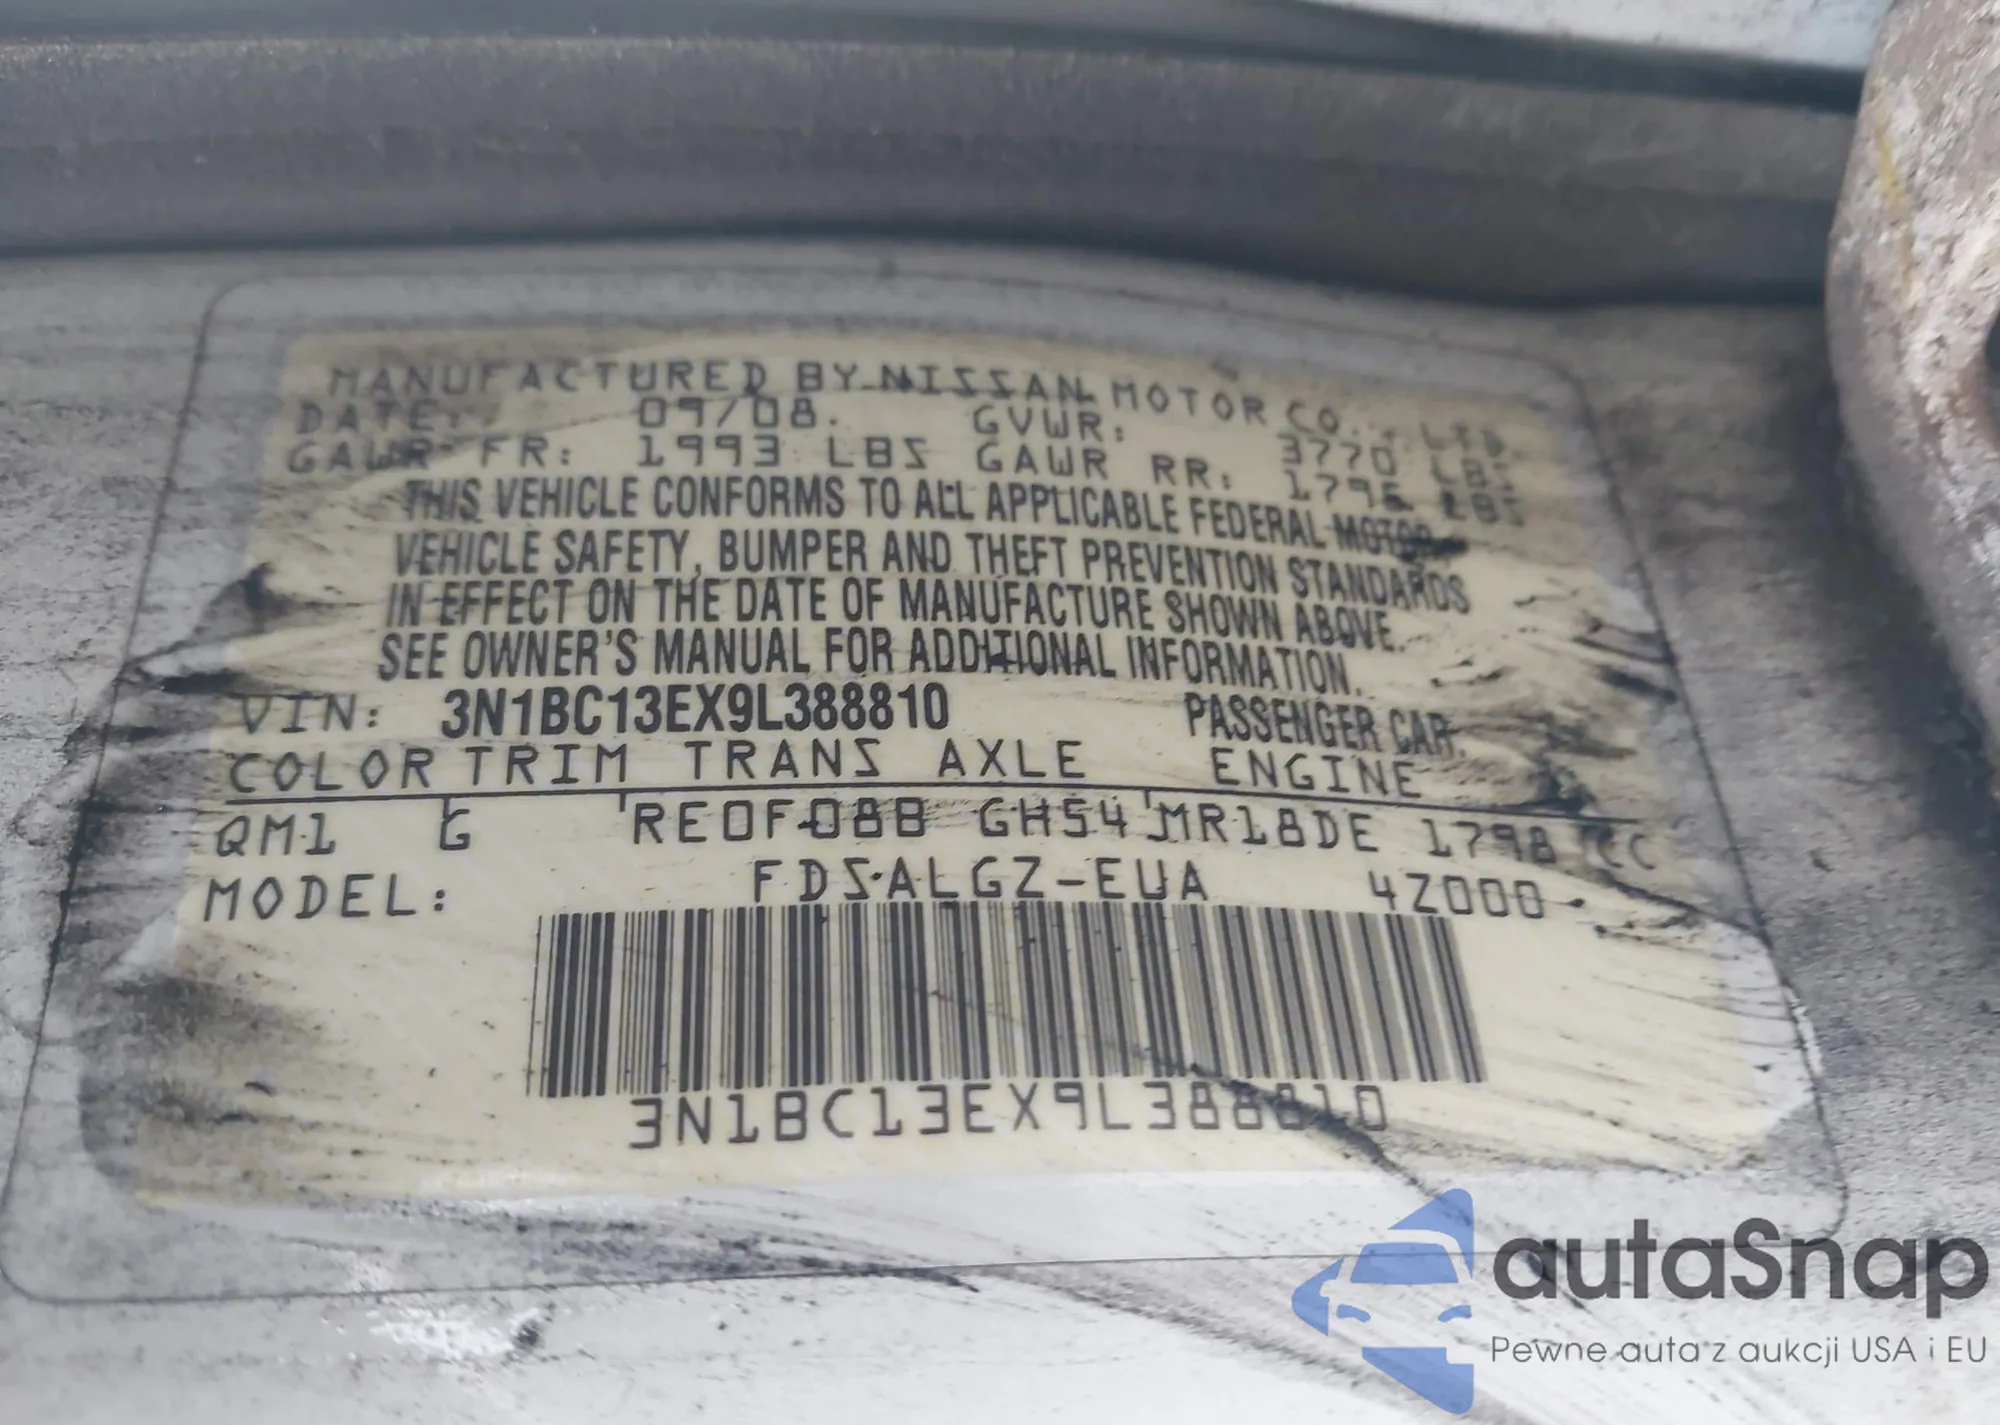 MANUFACTURED BY NISSAN MOTOR CO., LTD.
DATE: 09/08. GVWR: 3770 LBS
GAWR FR: 1993 LBS GAWR RR: 1795 LBS
THIS VEHICLE CONFORMS TO ALL APPLICABLE FEDERAL MOTOR
VEHICLE SAFETY, BUMPER AND THEFT PREVENTION STANDARDS
IN EFFECT ON THE DATE OF MANUFACTURE SHOWN ABOVE.
SEE OWNER'S MANUAL FOR ADDITIONAL INFORMATION.
VIN: 3N1BC13EX9L388810 PASSENGER CAR
COLOR TRIM TRANS AXLE ENGINE
QM1 G RE0F08B GH54 MR18DE 1798 CC
MODEL: FDSALGZ-EUA 4Z000
3N1BC13EX9L388810
autaSnap
Pewne auta z aukcji USA i EU